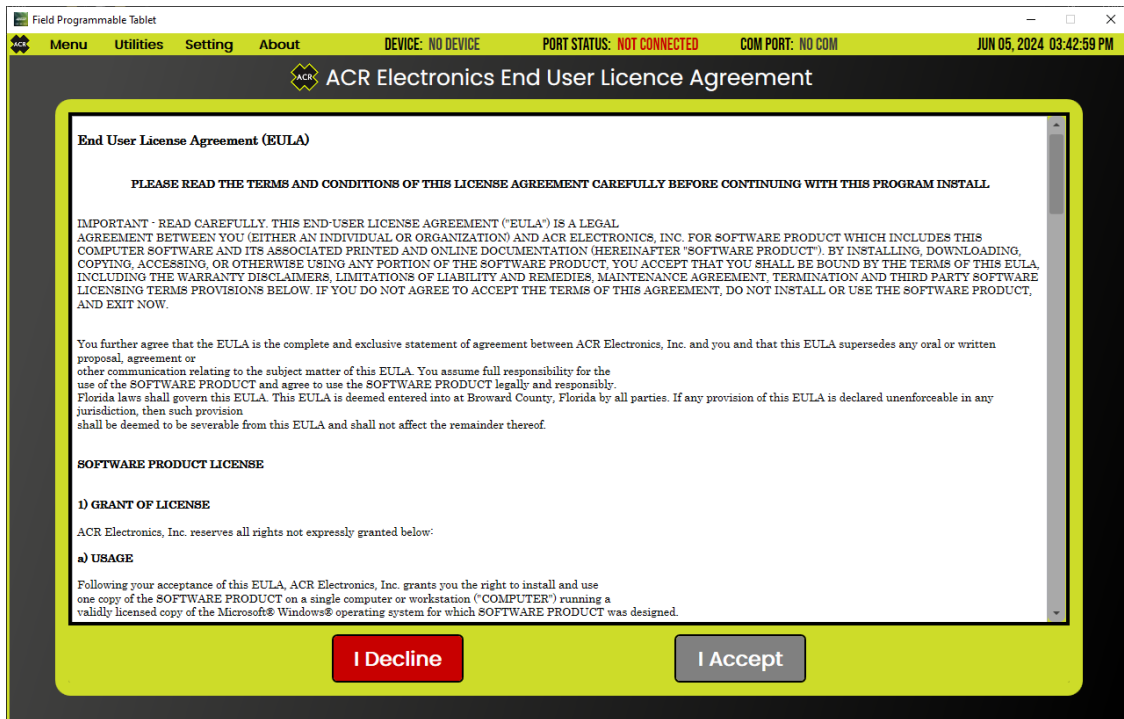 Field Programmable Tablet
ACR Menu Utilities Setting About DEVICE: NO DEVICE PORT STATUS: NOT CONNECTED COM PORT: NO COM JUN 05, 2024 03:42:59 PM
ACR ACR Electronics End User Licence Agreement
End User License Agreement (EULA)
PLEASE READ THE TERMS AND CONDITIONS OF THIS LICENSE AGREEMENT CAREFULLY BEFORE CONTINUING WITH THIS PROGRAM INSTALL
IMPORTANT - READ CAREFULLY. THIS END-USER LICENSE AGREEMENT ("EULA") IS A LEGAL
AGREEMENT BETWEEN YOU (EITHER AN INDIVIDUAL OR ORGANIZATION) AND ACR ELECTRONICS, INC. FOR SOFTWARE PRODUCT WHICH INCLUDES THIS
COMPUTER SOFTWARE AND ITS ASSOCIATED PRINTED AND ONLINE DOCUMENTATION (HEREINAFTER "SOFTWARE PRODUCT"). BY INSTALLING, DOWNLOADING,
COPYING, ACCESSING, OR OTHERWISE USING ANY PORTION OF THE SOFTWARE PRODUCT, YOU ACCEPT THAT YOU SHALL BE BOUND BY THE TERMS OF THIS EULA,
INCLUDING THE WARRANTY DISCLAIMERS, LIMITATIONS OF LIABILITY AND REMEDIES, MAINTENANCE AGREEMENT, TERMINATION AND THIRD PARTY SOFTWARE
LICENSING TERMS PROVISIONS BELOW. IF YOU DO NOT AGREE TO ACCEPT THE TERMS OF THIS AGREEMENT, DO NOT INSTALL OR USE THE SOFTWARE PRODUCT,
AND EXIT NOW.
You further agree that the EULA is the complete and exclusive statement of agreement between ACR Electronics, Inc. and you and that this EULA supersedes any oral or written
proposal, agreement or
other communication relating to the subject matter of this EULA. You assume full responsibility for the
use of the SOFTWARE PRODUCT and agree to use the SOFTWARE PRODUCT legally and responsibly.
Florida laws shall govern this EULA. This EULA is deemed entered into at Broward County, Florida by all parties. If any provision of this EULA is declared unenforceable in any
jurisdiction, then such provision
shall be deemed to be severable from this EULA and shall not affect the remainder thereof.
SOFTWARE PRODUCT LICENSE
1) GRANT OF LICENSE
ACR Electronics, Inc. reserves all rights not expressly granted below:
a) USAGE
Following your acceptance of this EULA, ACR Electronics, Inc. grants you the right to install and use
one copy of the SOFTWARE PRODUCT on a single computer or workstation ("COMPUTER") running a
validly licensed copy of the Microsoft® Windows® operating system for which SOFTWARE PRODUCT was designed.
I Decline I Accept